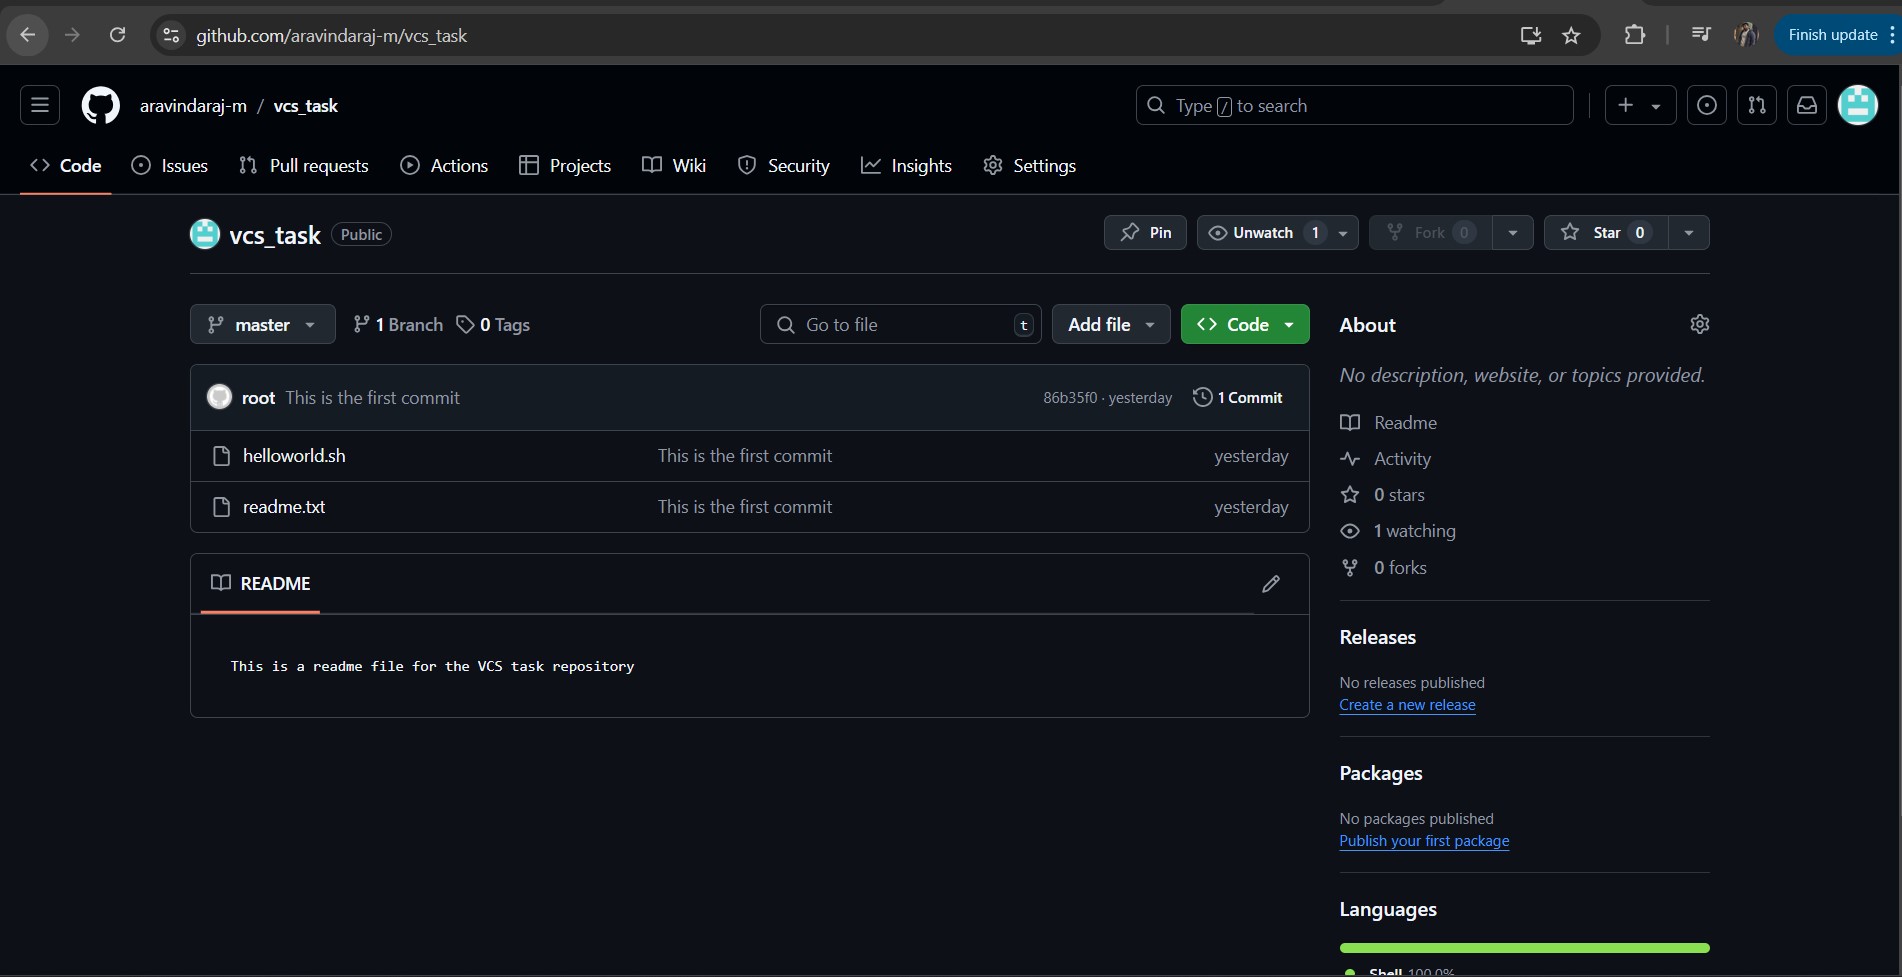 github.com/aravindaraj-m/vcs_task
Finish update
aravindaraj-m / vcs_task
Type / to search
Code Issues Pull requests Actions Projects Wiki Security Insights Settings
vcs_task Public
Pin Unwatch 1 Fork 0 Star 0
master 1 Branch 0 Tags
Go to file t Add file Code
root This is the first commit 86b35f0 · yesterday 1 Commit
helloworld.sh This is the first commit yesterday
readme.txt This is the first commit yesterday
README
This is a readme file for the VCS task repository
About
No description, website, or topics provided.
Readme
Activity
0 stars
1 watching
0 forks
Releases
No releases published
Create a new release
Packages
No packages published
Publish your first package
Languages
Shell 100.0%